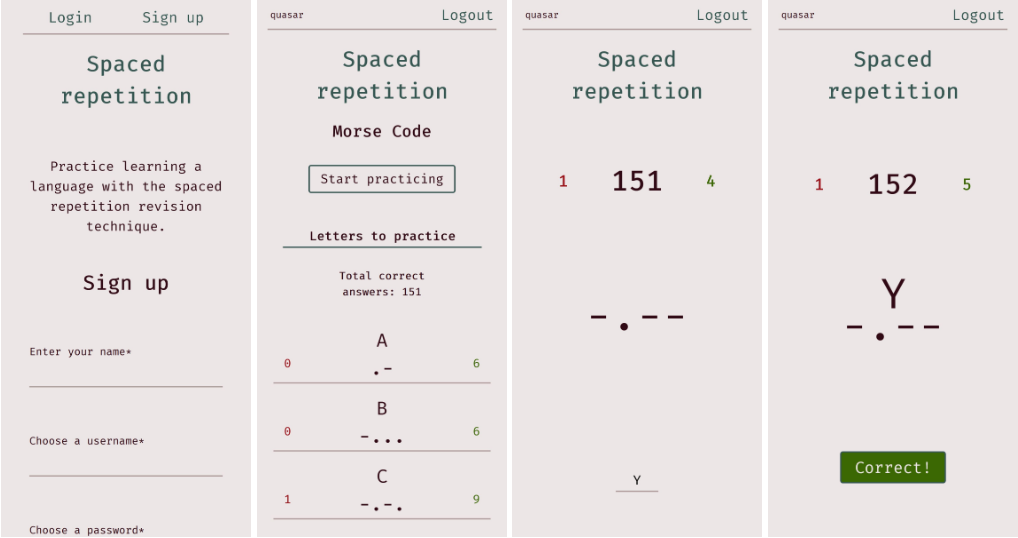 Login Sign up
Spaced
repetition
Practice learning a
language with the spaced
repetition revision
technique.
Sign up
Enter your name*
Choose a username*
Choose a password*
quasar Logout
Spaced
repetition
Morse Code
Start practicing
Letters to practice
Total correct
answers: 151
A
0 .- 6
B
0 -... 6
C
1 -.-. 9
quasar Logout
Spaced
repetition
1 151 4
-.--
Y
quasar Logout
Spaced
repetition
1 152 5
Y
-.--
Correct!